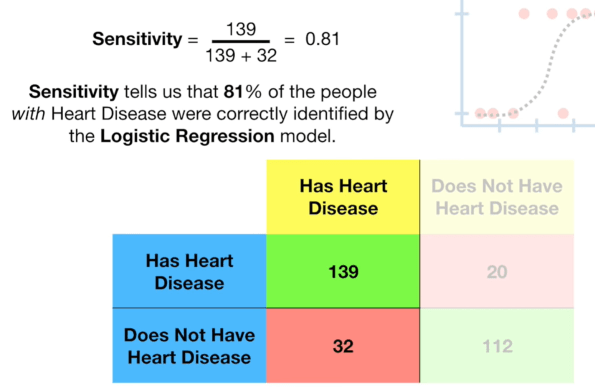 Sensitivity = 139 / 139 + 32 = 0.81
Sensitivity tells us that 81% of the people
with Heart Disease were correctly identified by
the Logistic Regression model.
Has Heart Disease
Does Not Have Heart Disease
Has Heart Disease
139
20
Does Not Have Heart Disease
32
112